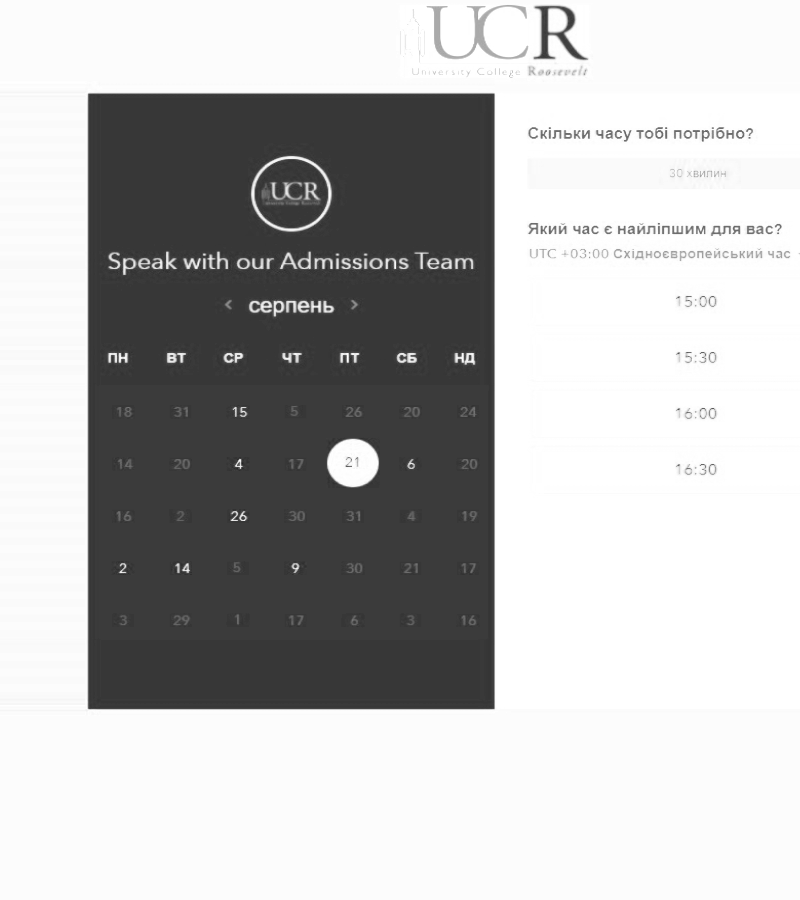 UCR
University College Roosevelt
UCR
Speak with our Admissions Team
< серпень >
ПН ВТ СР ЧТ ПТ СБ НД
18 31 15 5 26 20 24
14 20 4 17 21 6 20
16 2 26 30 31 4 19
2 14 5 9 30 21 17
3 29 1 17 6 3 16
Скільки часу тобі потрібно?
30 хвилин
Який час є найліпшим для вас?
UTC +03:00 Східноєвропейський час
15:00
15:30
16:00
16:30